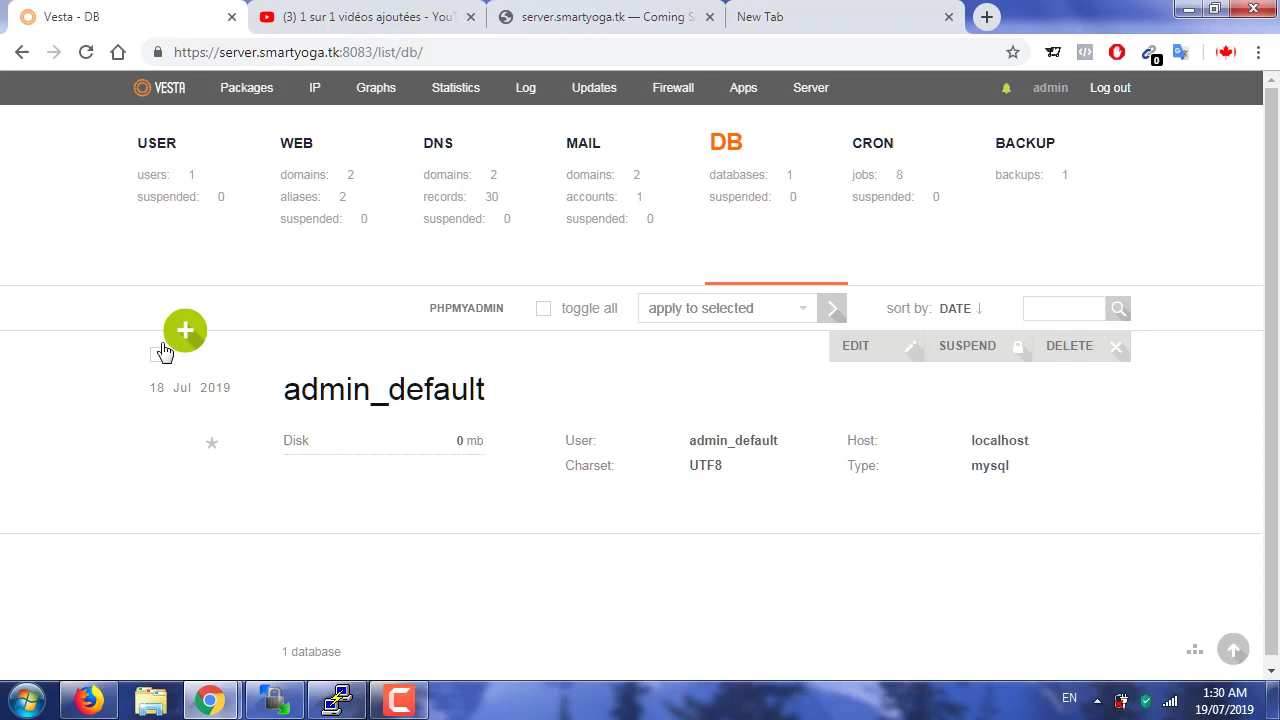 Vesta - DB
(3) 1 sur 1 vidéos ajoutées - YouT
server.smartyoga.tk — Coming S
New Tab
https://server.smartyoga.tk:8083/list/db/
0
VESTA Packages IP Graphs Statistics Log Updates Firewall Apps Server admin Log out
USER WEB DNS MAIL DB CRON BACKUP
users: 1 domains: 2 domains: 2 domains: 2 databases: 1 jobs: 8 backups: 1
suspended: 0 aliases: 2 records: 30 accounts: 1 suspended: 0 suspended: 0
suspended: 0 suspended: 0 suspended: 0
PHPMYADMIN toggle all apply to selected sort by: DATE ↓
EDIT SUSPEND DELETE
18 Jul 2019 admin_default
Disk 0 mb User: admin_default Host: localhost
Charset: UTF8 Type: mysql
1 database
EN 1:30 AM
19/07/2019